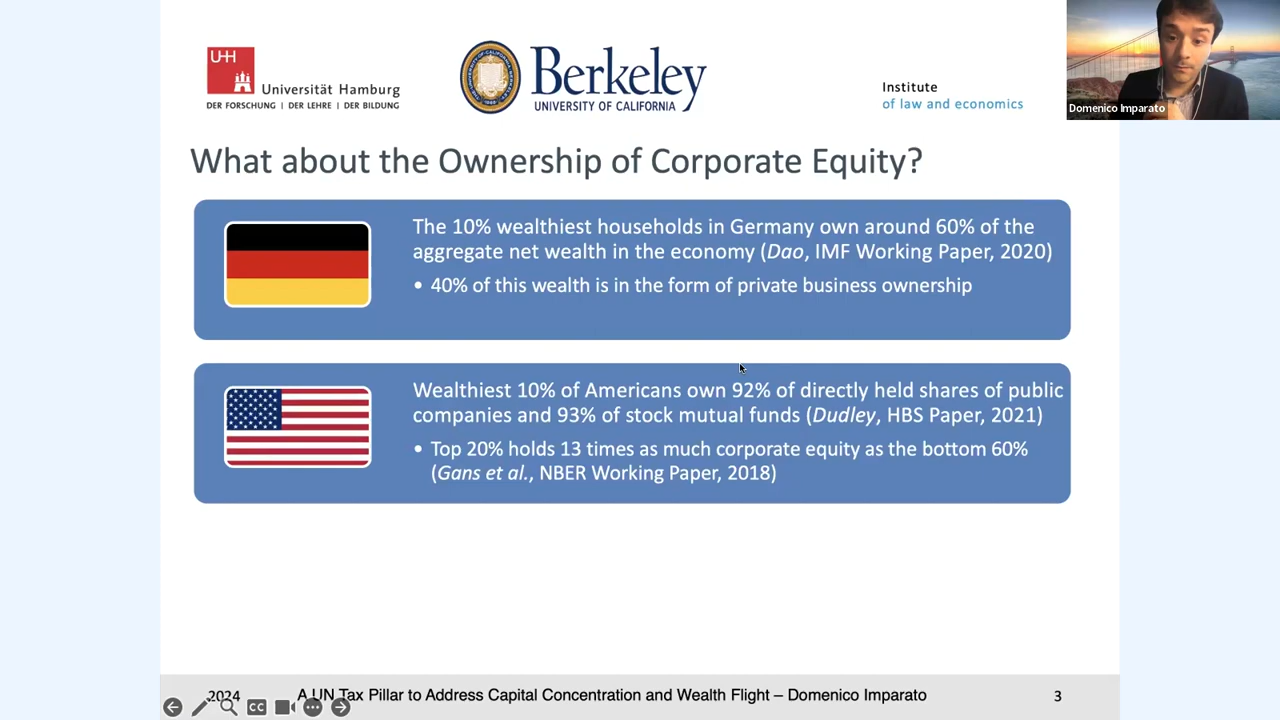 UHH
Universität Hamburg
DER FORSCHUNG | DER LEHRE | DER BILDUNG
Berkeley
UNIVERSITY OF CALIFORNIA
Institute
of law and economics
Domenico Imparato
What about the Ownership of Corporate Equity?
The 10% wealthiest households in Germany own around 60% of the
aggregate net wealth in the economy (Dao, IMF Working Paper, 2020)
• 40% of this wealth is in the form of private business ownership
Wealthiest 10% of Americans own 92% of directly held shares of public
companies and 93% of stock mutual funds (Dudley, HBS Paper, 2021)
• Top 20% holds 13 times as much corporate equity as the bottom 60%
(Gans et al., NBER Working Paper, 2018)
2024
A UN Tax Pillar to Address Capital Concentration and Wealth Flight – Domenico Imparato
3
CC